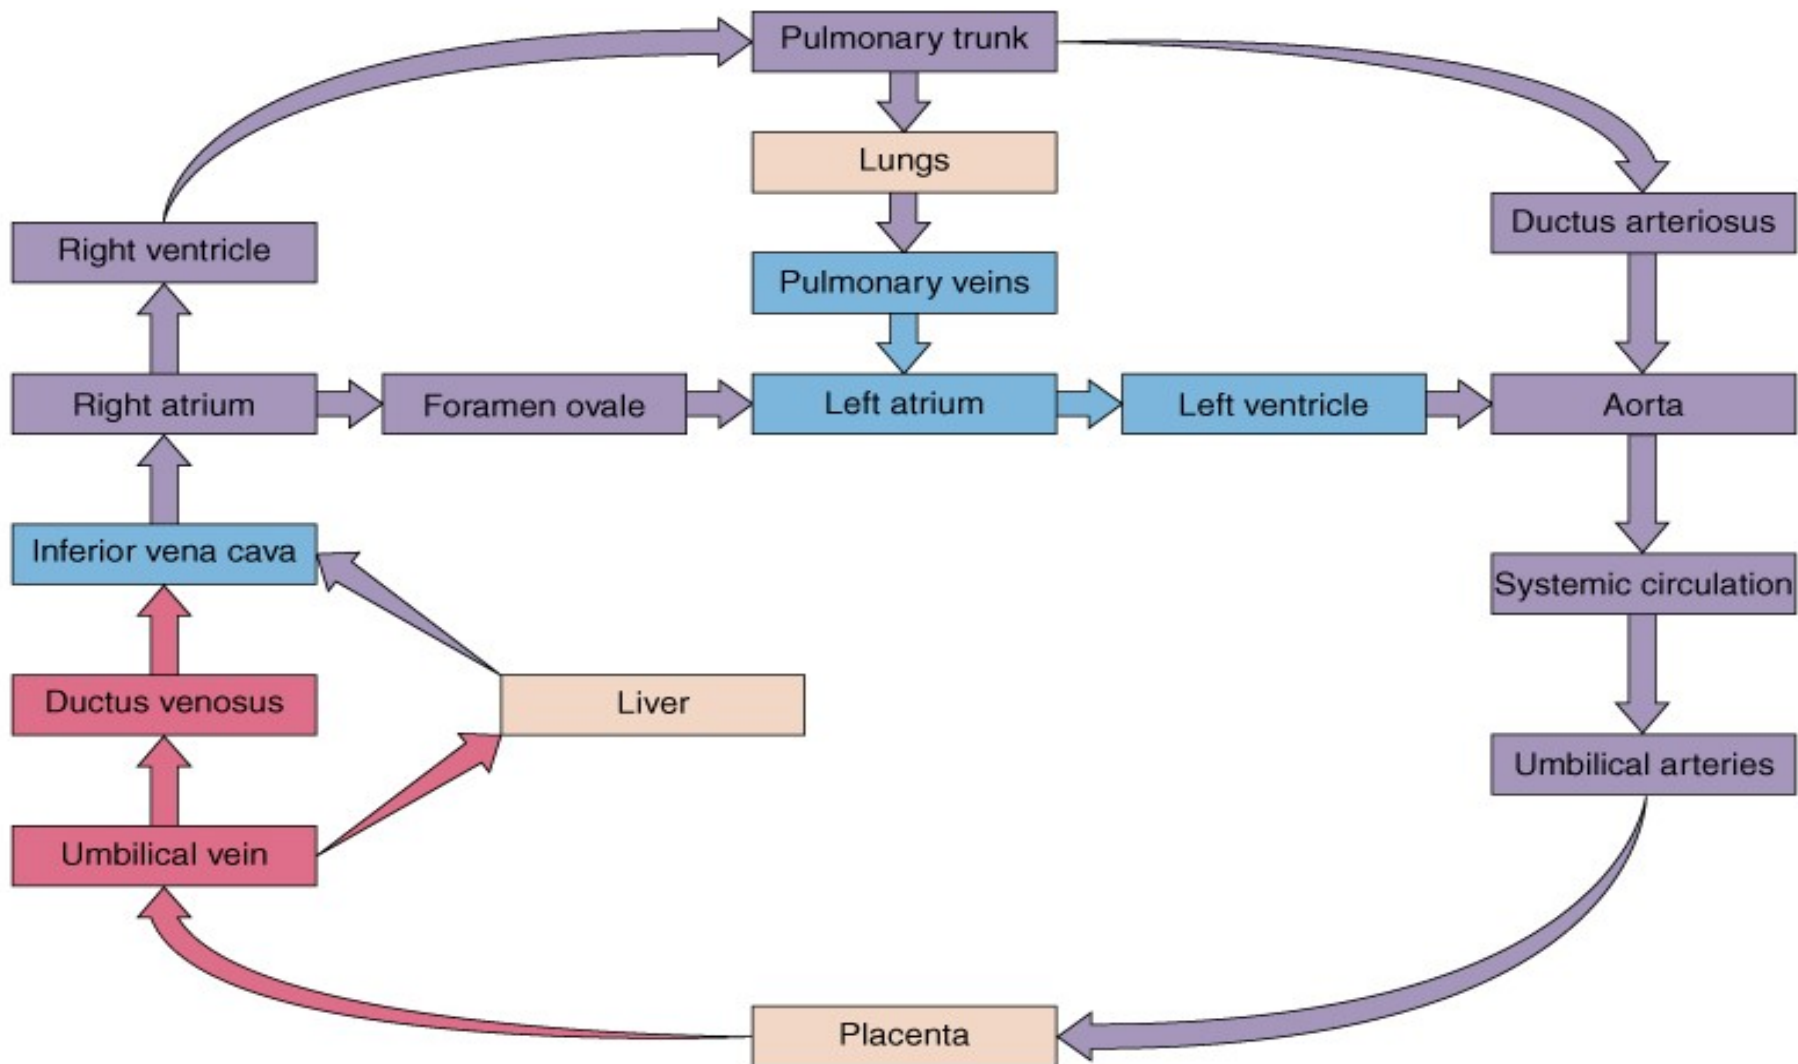 Pulmonary trunk
Lungs
Ductus arteriosus
Right ventricle
Pulmonary veins
Right atrium
Foramen ovale
Left atrium
Left ventricle
Aorta
Inferior vena cava
Systemic circulation
Ductus venosus
Liver
Umbilical arteries
Umbilical vein
Placenta